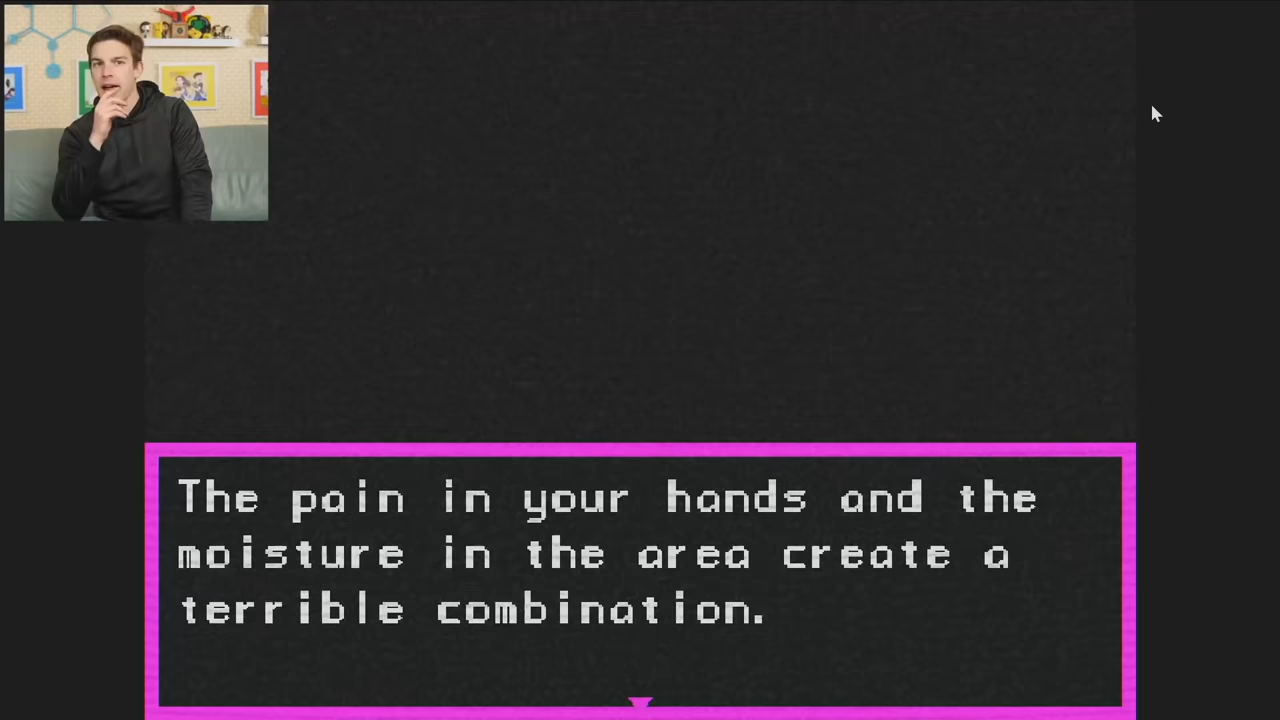 The pain in your hands and the
moisture in the area create a
terrible combination.